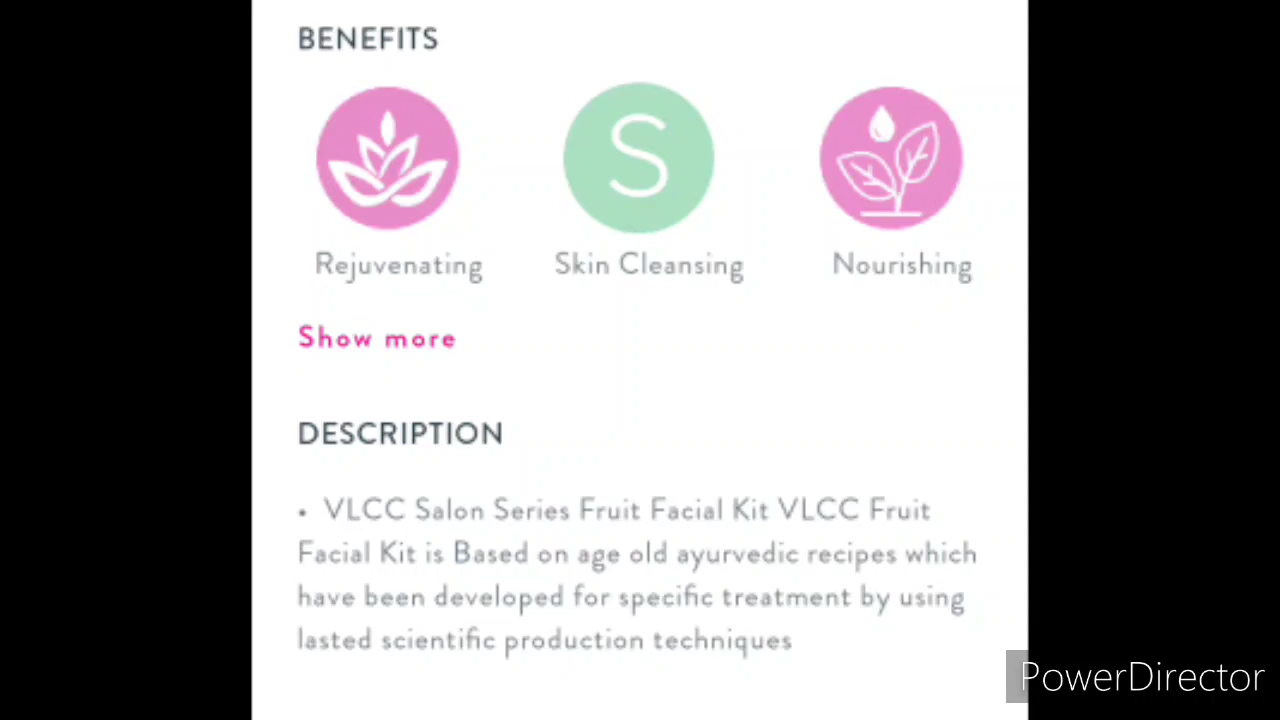 BENEFITS
S
Rejuvenating
Skin Cleansing
Nourishing
Show more
DESCRIPTION
• VLCC Salon Series Fruit Facial Kit VLCC Fruit
Facial Kit is Based on age old ayurvedic recipes which
have been developed for specific treatment by using
lasted scientific production techniques
PowerDirector